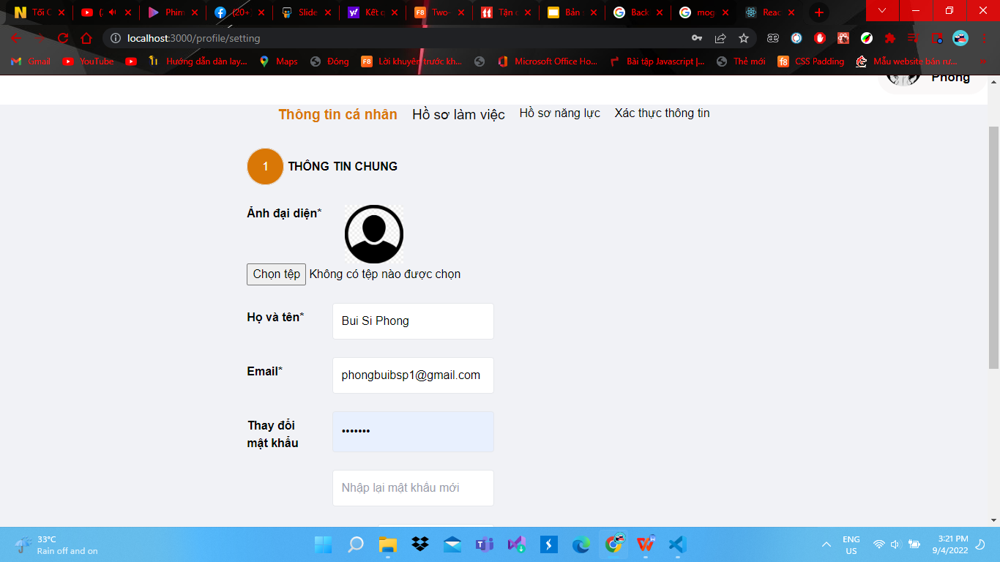 Tối C
(
Phim
(20+
Slide
Kết q
Two-
Tận
Bản
Back
mog
Reac
localhost:3000/profile/setting
Gmail
YouTube
Hướng dẫn dàn lay...
Maps
Đóng
Lời khuyên trước kh...
Microsoft Office Ho...
Bài tập Javascript |...
Thẻ mới
CSS Padding
Mẫu website bán rư...
Phong
Thông tin cá nhân
Hồ sơ làm việc
Hồ sơ năng lực
Xác thực thông tin
1
THÔNG TIN CHUNG
Ảnh đại diện*
Chọn tệp
Không có tệp nào được chọn
Họ và tên*
Bui Si Phong
Email*
phongbuibsp1@gmail.com
Thay đổi
mật khẩu
•••••••
Nhập lại mật khẩu mới
33°C
Rain off and on
ENG
US
3:21 PM
9/4/2022